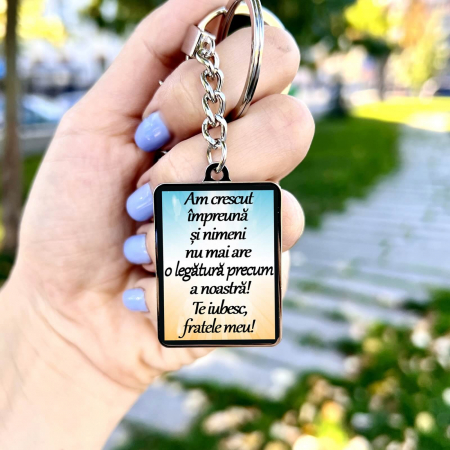 Am crescut
împreună
și nimeni
nu mai are
o legătură precum
a noastră!
Te iubesc,
fratele meu!